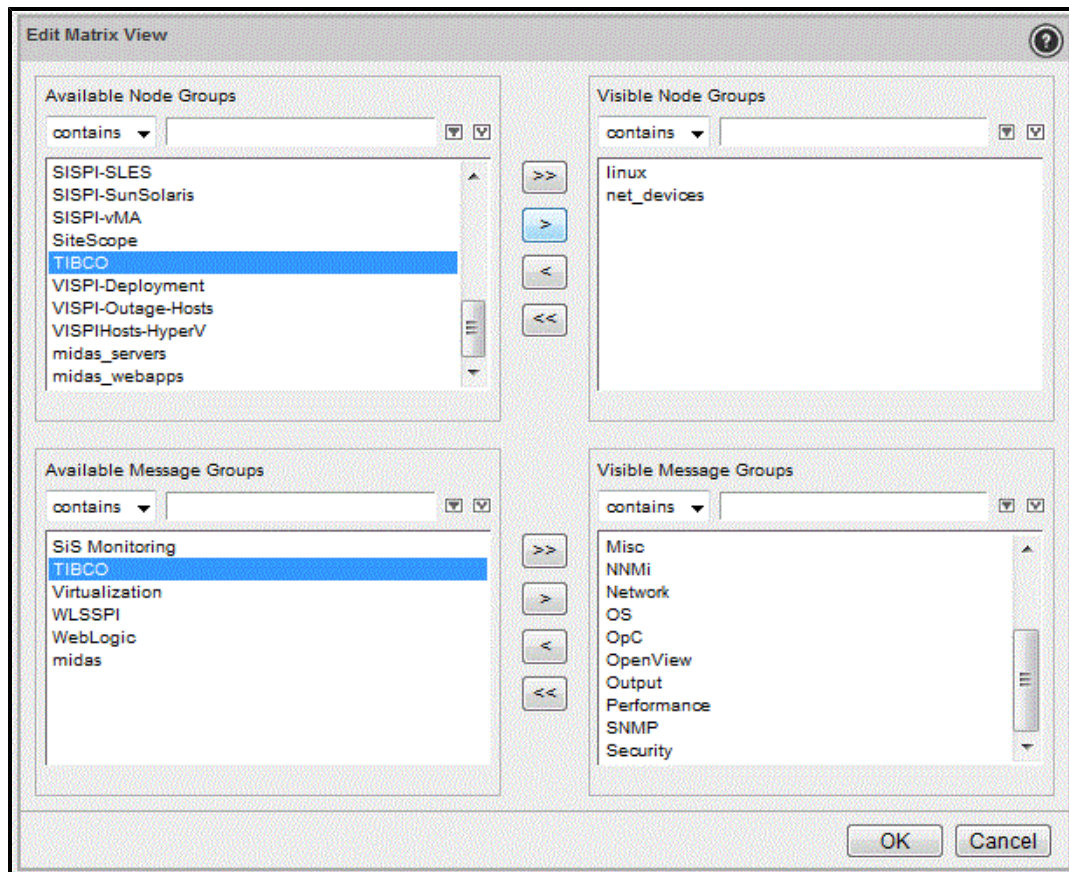 Edit Matrix View
?
Available Node Groups
contains
SISPI-SLES
SISPI-SunSolaris
SISPI-vMA
SiteScope
TIBCO
VISPI-Deployment
VISPI-Outage-Hosts
VISPIHosts-HyperV
midas_servers
midas_webapps
>>
>
<
<<
Visible Node Groups
contains
linux
net_devices
Available Message Groups
contains
SiS Monitoring
TIBCO
Virtualization
WLSSPI
WebLogic
midas
>>
>
<
<<
Visible Message Groups
contains
Misc
NNMi
Network
OS
OpC
OpenView
Output
Performance
SNMP
Security
OK Cancel